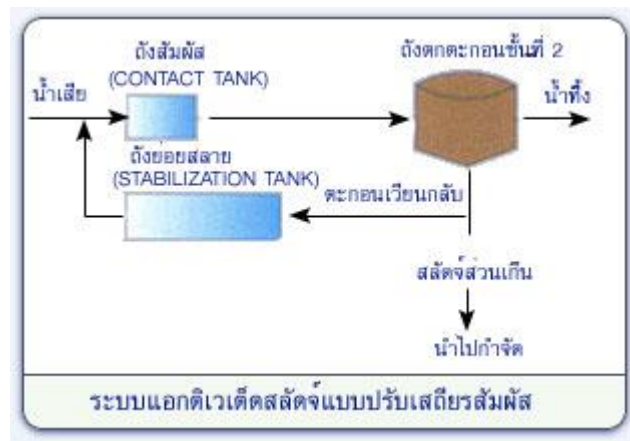 ถังสัมผัส
(CONTACT TANK)
ถังตกตะกอนขั้นที่ 2
น้ำเสีย
น้ำทิ้ง
ถังย่อยสลาย
(STABILIZATION TANK)
ตะกอนเวียนกลับ
สลัดจ์ส่วนเกิน
นำไปกำจัด
ระบบแอกติเวเต็ดสลัดจ์แบบปรับเสถียรสัมผัส